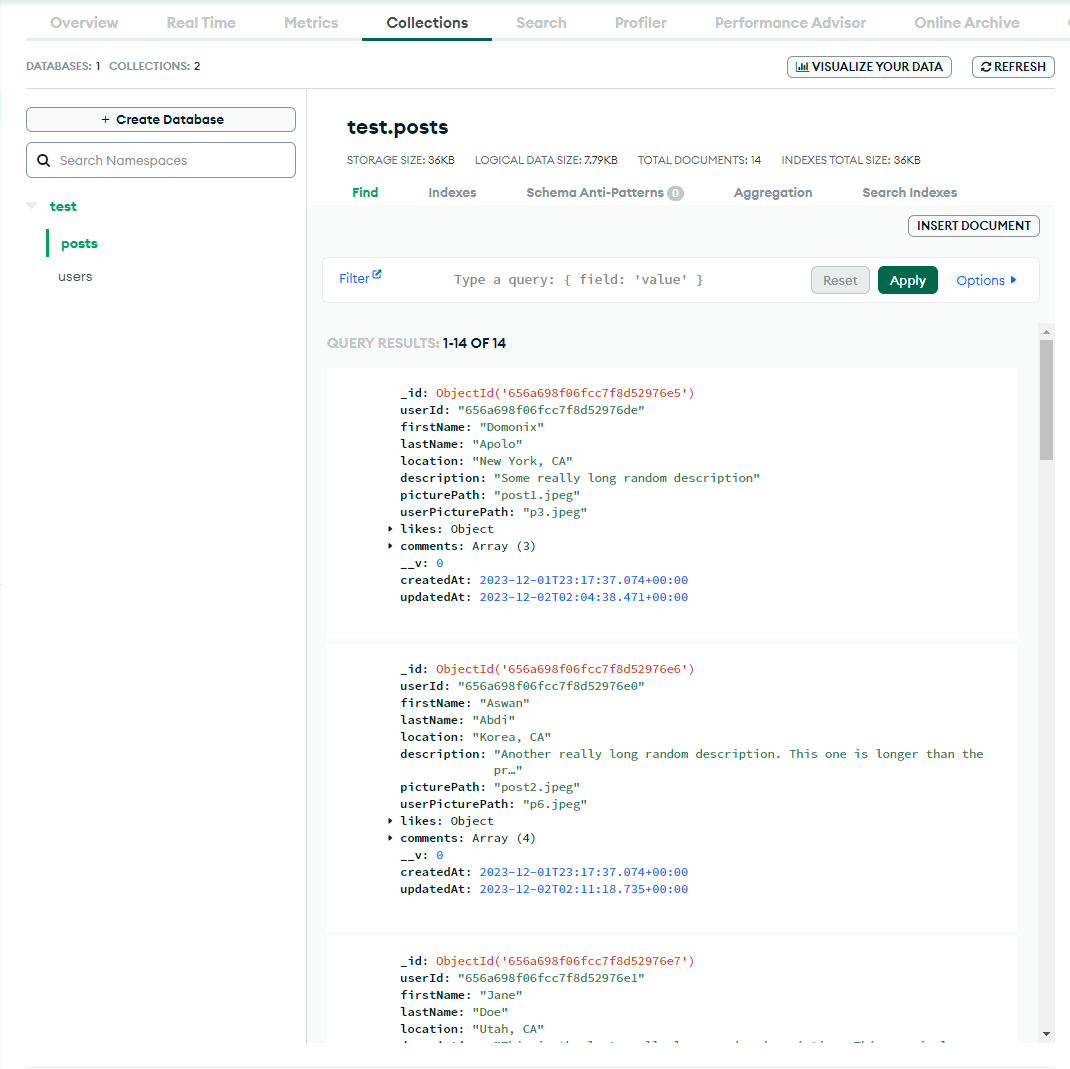 Overview Real Time Metrics Collections Search Profiler Performance Advisor Online Archive
DATABASES: 1 COLLECTIONS: 2
VISUALIZE YOUR DATA
REFRESH
+ Create Database
Search Namespaces
test
posts
users
test.posts
STORAGE SIZE: 36KB LOGICAL DATA SIZE: 7.79KB TOTAL DOCUMENTS: 14 INDEXES TOTAL SIZE: 36KB
Find Indexes Schema Anti-Patterns 0 Aggregation Search Indexes
INSERT DOCUMENT
Filter Type a query: { field: 'value' } Reset Apply Options
QUERY RESULTS: 1-14 OF 14
_id: ObjectId('656a698f06fcc7f8d52976e5')
userId: "656a698f06fcc7f8d52976de"
firstName: "Domonix"
lastName: "Apolo"
location: "New York, CA"
description: "Some really long random description"
picturePath: "post1.jpeg"
userPicturePath: "p3.jpeg"
likes: Object
comments: Array (3)
__v: 0
createdAt: 2023-12-01T23:17:37.074+00:00
updatedAt: 2023-12-02T02:04:38.471+00:00
_id: ObjectId('656a698f06fcc7f8d52976e6')
userId: "656a698f06fcc7f8d52976e0"
firstName: "Aswan"
lastName: "Abdi"
location: "Korea, CA"
description: "Another really long random description. This one is longer than the
pr…"
picturePath: "post2.jpeg"
userPicturePath: "p6.jpeg"
likes: Object
comments: Array (4)
__v: 0
createdAt: 2023-12-01T23:17:37.074+00:00
updatedAt: 2023-12-02T02:11:18.735+00:00
_id: ObjectId('656a698f06fcc7f8d52976e7')
userId: "656a698f06fcc7f8d52976e1"
firstName: "Jane"
lastName: "Doe"
location: "Utah, CA"